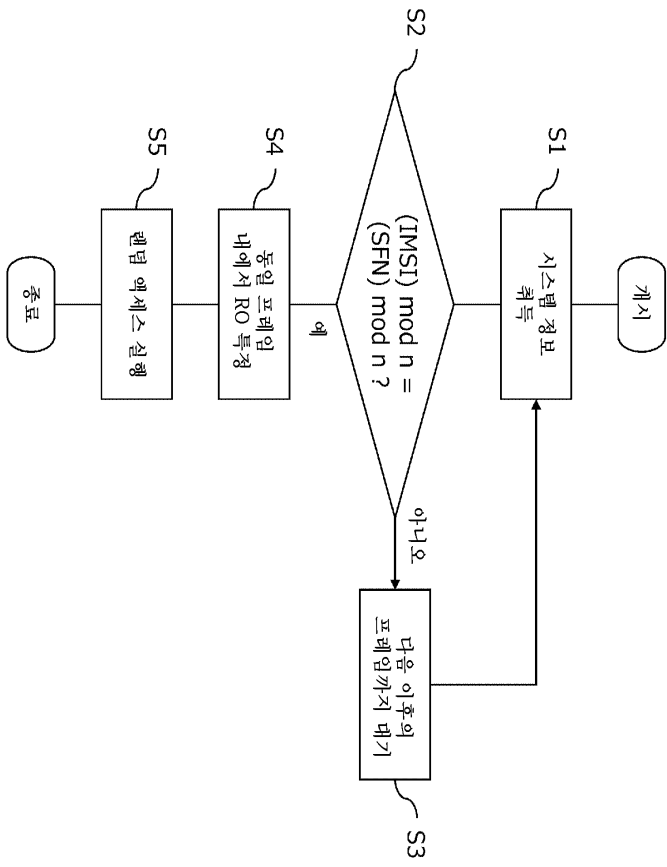 개시
S1
시스템 정보
취득
S2
(IMSI) mod n =
(SFN) mod n ?
아니오
다음 이후의
프레임까지 대기
S3
예
S4
동일 프레임
내에서 RO 특정
S5
랜덤 액세스 실행
종료